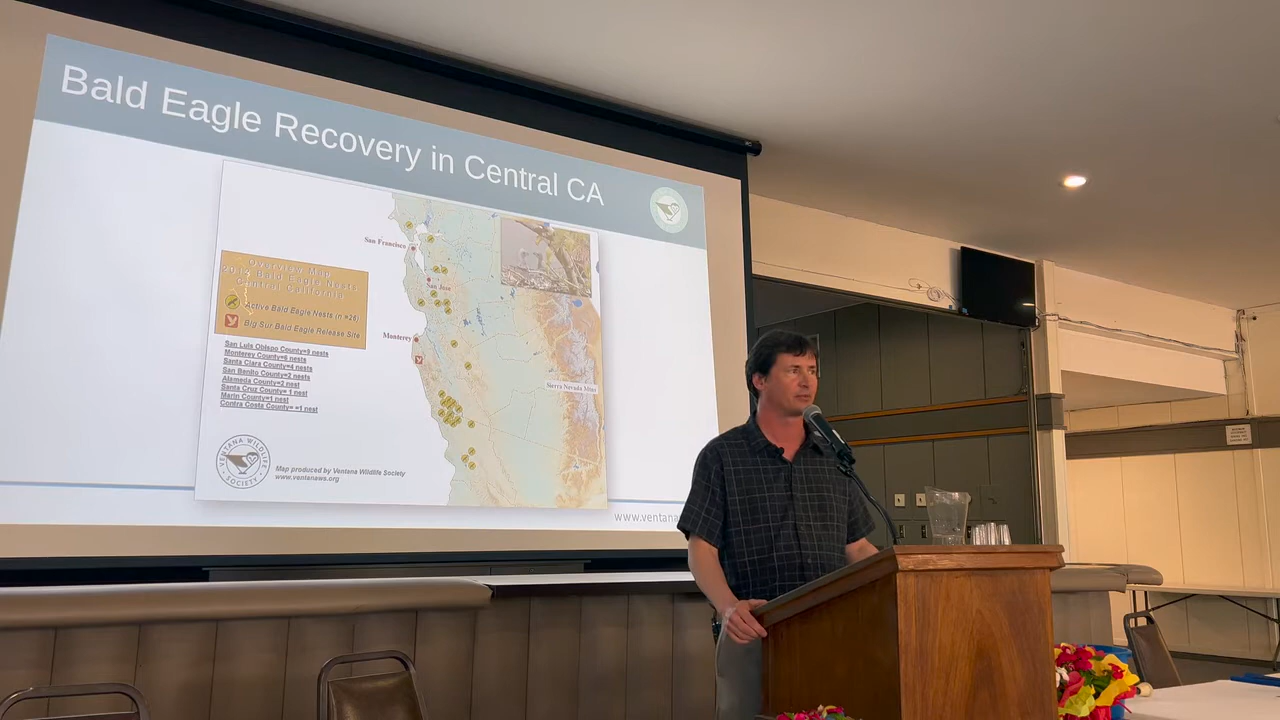 Bald Eagle Recovery in Central CA
San Francisco
San Jose
Monterey
Sierra Nevada Mtns
Overview Map
2012 Bald Eagle Nests
Central California
Active Bald Eagle Nests (n =26)
Big Sur Bald Eagle Release Site
San Luis Obispo County=9 nests
Monterey County=6 nests
Santa Clara County=4 nests
San Benito County=2 nests
Alameda County=2 nest
Santa Cruz County= 1 nest
Marin County=1 nest
Contra Costa County= =1 nest
VENTANA WILDLIFE
SOCIETY
Map produced by Ventana Wildlife Society
www.ventanaws.org
www.ventana